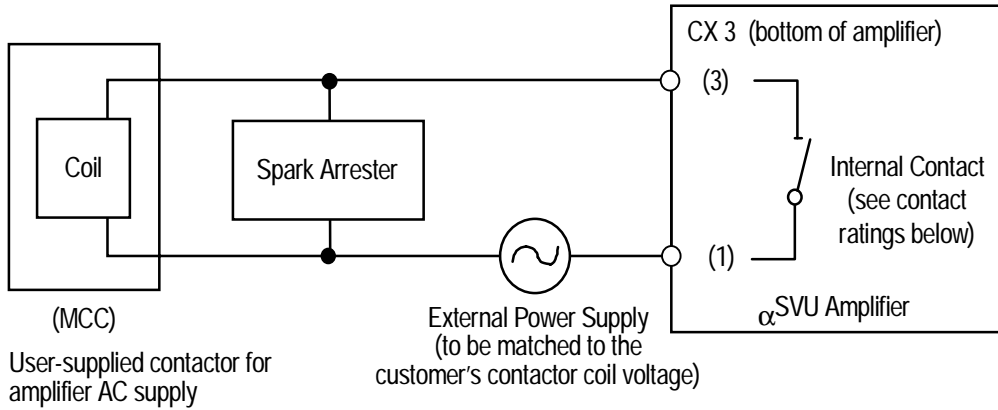 CX 3 (bottom of amplifier)
(3)
Coil
Spark Arrester
Internal Contact
(see contact
ratings below)
(1)
(MCC)
External Power Supply
(to be matched to the
customer's contactor coil voltage)
αSVU Amplifier
User-supplied contactor for
amplifier AC supply